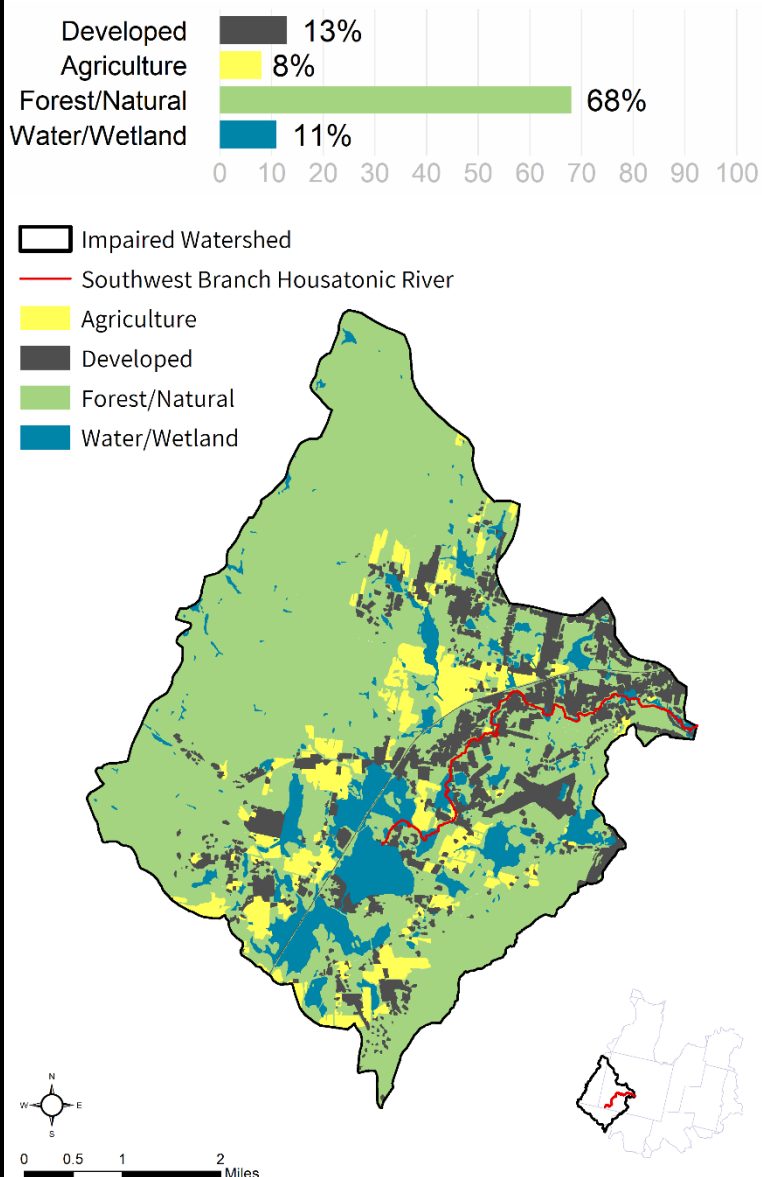 Developed 13%
Agriculture 8%
Forest/Natural 68%
Water/Wetland 11%
0 10 20 30 40 50 60 70 80 90 100
Impaired Watershed
Southwest Branch Housatonic River
Agriculture
Developed
Forest/Natural
Water/Wetland
N
W E
S
0 0.5 1 2
Miles